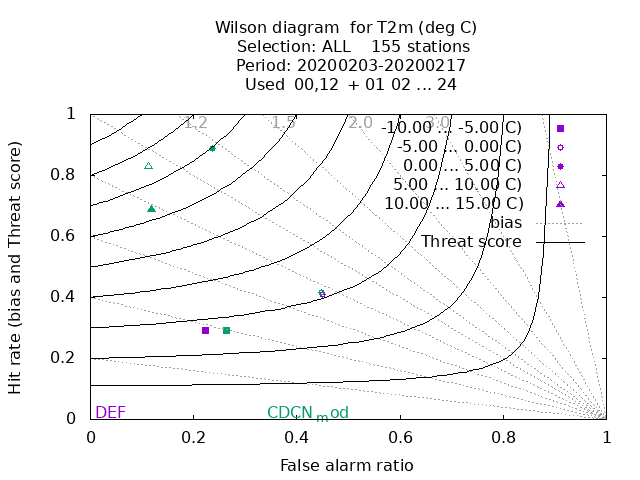 Wilson diagram  for T2m (deg C)
Selection: ALL    155 stations
Period: 20200203-20200217
Used  00,12  + 01 02 ... 24
1.2
1.5
2.0
3.0
-10.00 ... -5.00 C)
-5.00 ...  0.00 C)
0.00 ...  5.00 C)
5.00 ... 10.00 C)
10.00 ... 15.00 C)
bias
Threat score
Hit rate (bias and Threat score)
1
0.8
0.6
0.4
0.2
0
DEF
CDCN_mod
0 0.2 0.4 0.6 0.8 1
False alarm ratio